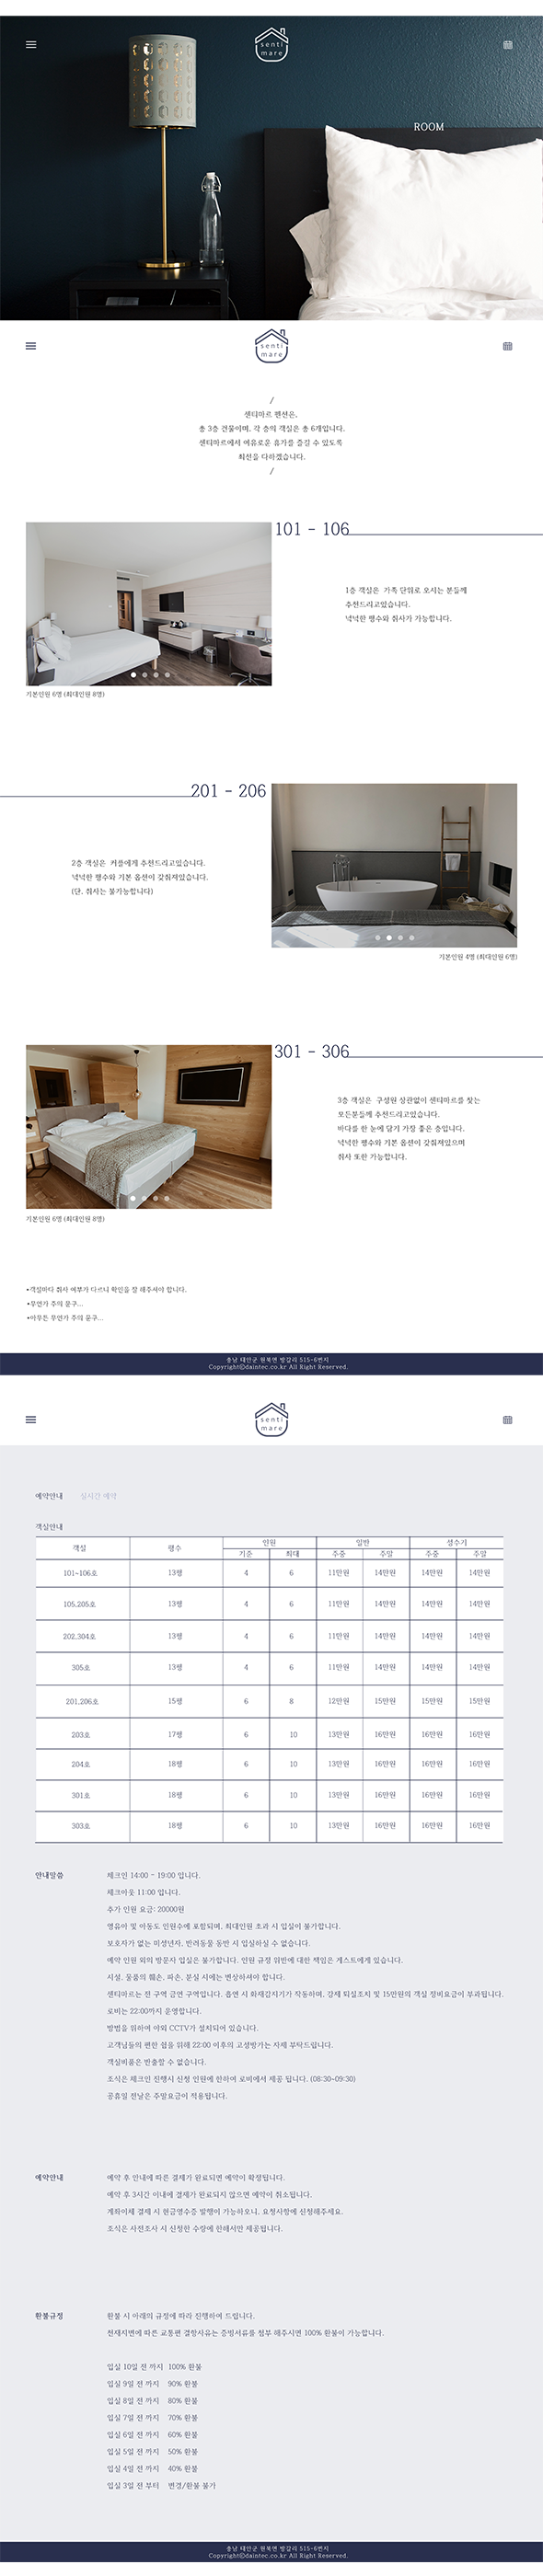 senti
mare
ROOM
senti
mare
/
센티마르 펜션은,
총 3층 건물이며, 각 층의 객실은 총 6개입니다.
센티마르에서 여유로운 휴가를 즐길 수 있도록
최선을 다하겠습니다.
/
101 - 106
1층 객실은 가족 단위로 오시는 분들께
추천드리고있습니다.
넉넉한 평수와 취사가 가능합니다.
기본인원 6명 (최대인원 8명)
201 - 206
2층 객실은 커플에게 추천드리고있습니다.
넉넉한 평수와 기본 옵션이 갖춰져있습니다.
(단, 취사는 불가능합니다)
기본인원 4명 (최대인원 6명)
301 - 306
3층 객실은 구성원 상관없이 센티마르를 찾는
모든분들께 추천드리고있습니다.
바다를 한 눈에 담기 가장 좋은 층입니다.
넉넉한 평수와 기본 옵션이 갖춰져있으며
취사 또한 가능합니다.
기본인원 6명 (최대인원 8명)
*객실마다 취사 여부가 다르니 확인을 잘 해주셔야 합니다.
*무언가 주의 문구...
*아무튼 무언가 주의 문구...
충남 태안군 원북면 방갈리 515-6번지
Copyrightⓒdaintec.co.kr All Right Reserved.
senti
mare
예약안내 실시간 예약
객실안내
객실 평수 인원 일반 성수기
기준 최대 주중 주말 주중 주말
101~106호 13평 4 6 11만원 14만원 14만원 14만원
105,205호 13평 4 6 11만원 14만원 14만원 14만원
202,304호 13평 4 6 11만원 14만원 14만원 14만원
305호 13평 4 6 11만원 14만원 14만원 14만원
201,206호 15평 6 8 12만원 15만원 15만원 15만원
203호 17평 6 10 13만원 16만원 16만원 16만원
204호 18평 6 10 13만원 16만원 16만원 16만원
301호 18평 6 10 13만원 16만원 16만원 16만원
303호 18평 6 10 13만원 16만원 16만원 16만원
안내말씀 체크인 14:00 - 19:00 입니다.
체크아웃 11:00 입니다.
추가 인원 요금: 20000원
영유아 및 아동도 인원수에 포함되며, 최대인원 초과 시 입실이 불가합니다.
보호자가 없는 미성년자, 반려동물 동반 시 입실하실 수 없습니다.
예약 인원 외의 방문자 입실은 불가합니다. 인원 규정 위반에 대한 책임은 게스트에게 있습니다.
시설, 물품의 훼손, 파손, 분실 시에는 변상하셔야 합니다.
센티마르는 전 구역 금연 구역입니다. 흡연 시 화재감지기가 작동하며, 강제 퇴실조치 및 15만원의 객실 정비요금이 부과됩니다.
로비는 22:00까지 운영합니다.
방범을 위하여 야외 CCTV가 설치되어 있습니다.
고객님들의 편한 쉼을 위해 22:00 이후의 고성방가는 자제 부탁드립니다.
객실비품은 반출할 수 없습니다.
조식은 체크인 진행시 신청 인원에 한하여 로비에서 제공 됩니다. (08:30~09:30)
공휴일 전날은 주말요금이 적용됩니다.
예약안내 예약 후 안내에 따른 결제가 완료되면 예약이 확정됩니다.
예약 후 3시간 이내에 결제가 완료되지 않으면 예약이 취소됩니다.
계좌이체 결제 시 현금영수증 발행이 가능하오니, 요청사항에 신청해주세요.
조식은 사전조사 시 신청한 수량에 한해서만 제공됩니다.
환불규정 환불 시 아래의 규정에 따라 진행하여 드립니다.
천재지변에 따른 교통편 결항사유는 증빙서류를 첨부 해주시면 100% 환불이 가능합니다.
입실 10일 전 까지 100% 환불
입실 9일 전 까지 90% 환불
입실 8일 전 까지 80% 환불
입실 7일 전 까지 70% 환불
입실 6일 전 까지 60% 환불
입실 5일 전 까지 50% 환불
입실 4일 전 까지 40% 환불
입실 3일 전 부터 변경/환불 불가
충남 태안군 원북면 방갈리 515-6번지
Copyrightⓒdaintec.co.kr All Right Reserved.